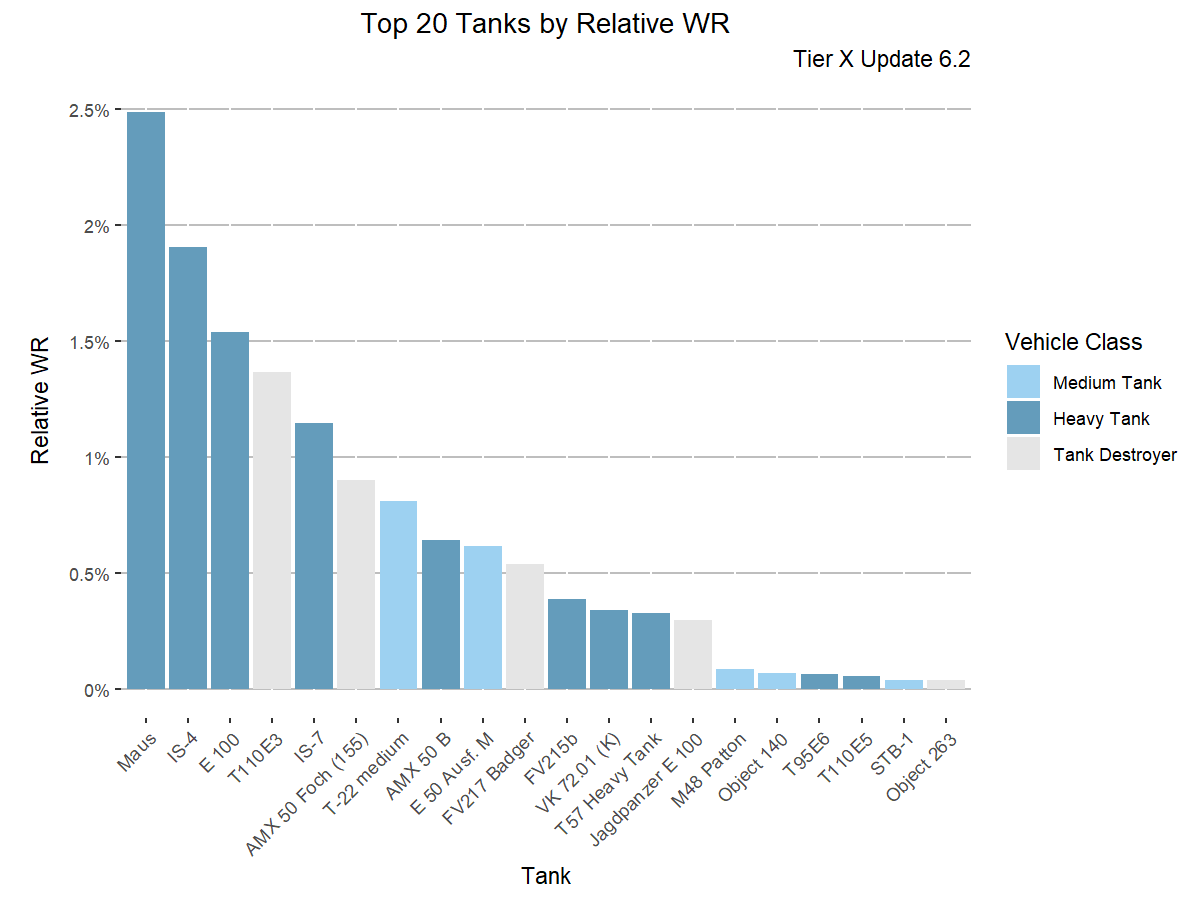 Top 20 Tanks by Relative WR
Tier X Update 6.2
2.5%
2%
1.5%
1%
0.5%
0%
Relative WR
Maus
IS-4
E 100
T110E3
IS-7
AMX 50 Foch (155)
T-22 medium
AMX 50 B
E 50 Ausf. M
FV217 Badger
FV215b
VK 72.01 (K)
T57 Heavy Tank
Jagdpanzer E 100
M48 Patton
Object 140
T95E6
T110E5
STB-1
Object 263
Tank
Vehicle Class
Medium Tank
Heavy Tank
Tank Destroyer